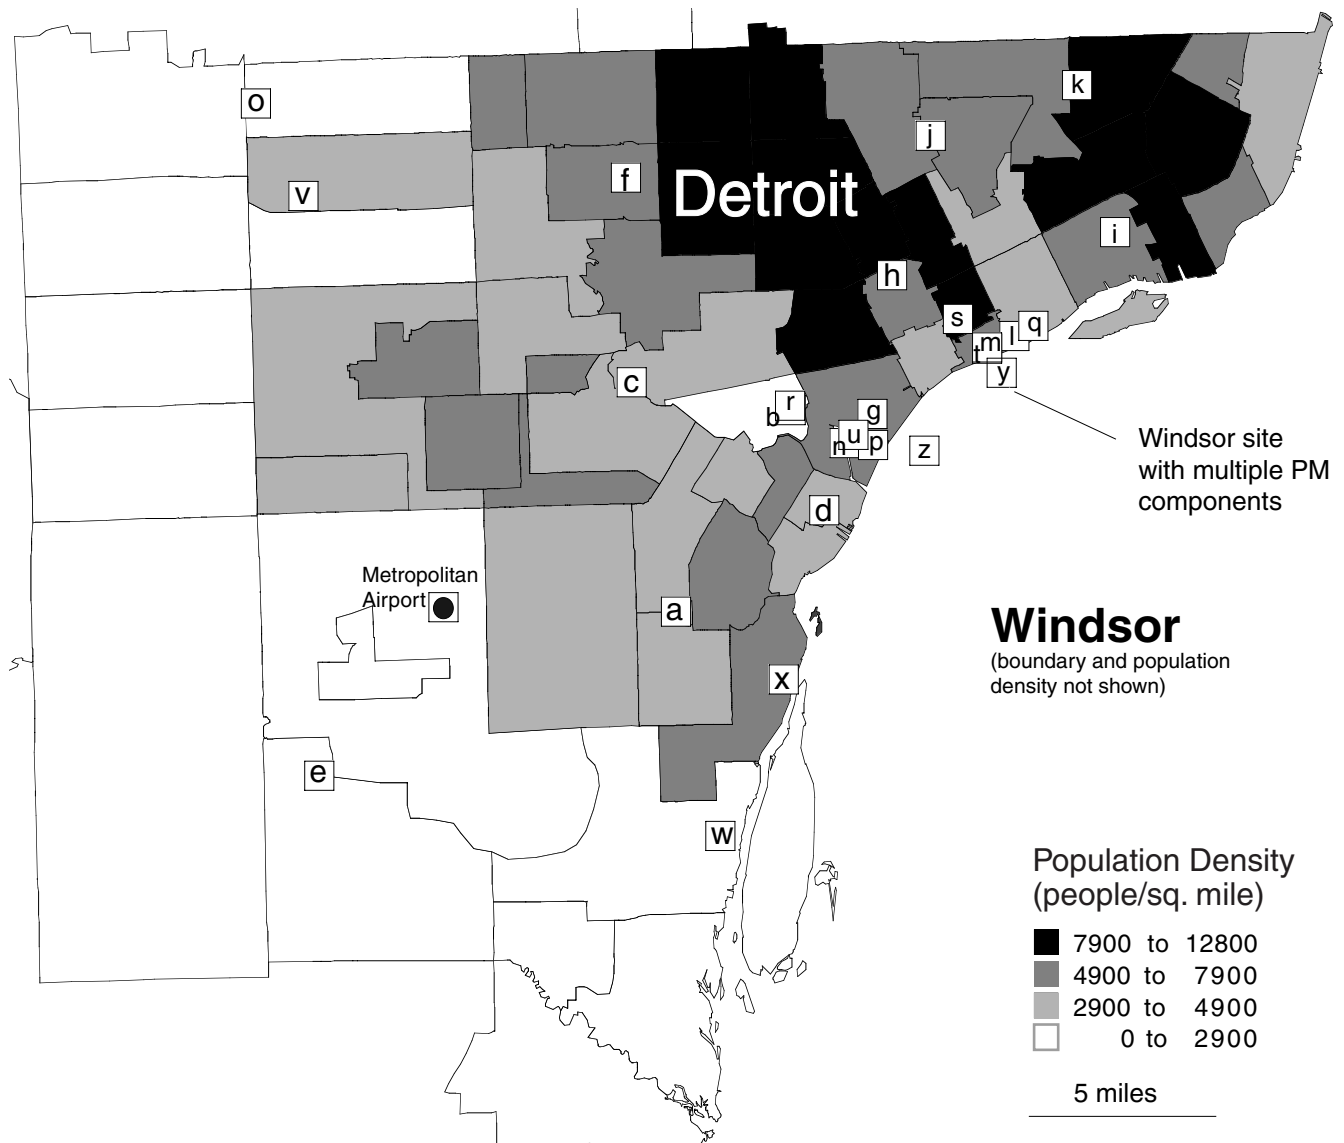 k
o
j
f
v
Detroit
i
h
s
q
l
m
t
y
c
r
b
g
u
n
p
z
Windsor site
with multiple PM
components
d
Metropolitan
Airport
a
Windsor
(boundary and population
density not shown)
x
e
w
Population Density
(people/sq. mile)
7900 to 12800
4900 to 7900
2900 to 4900
0 to 2900
5 miles